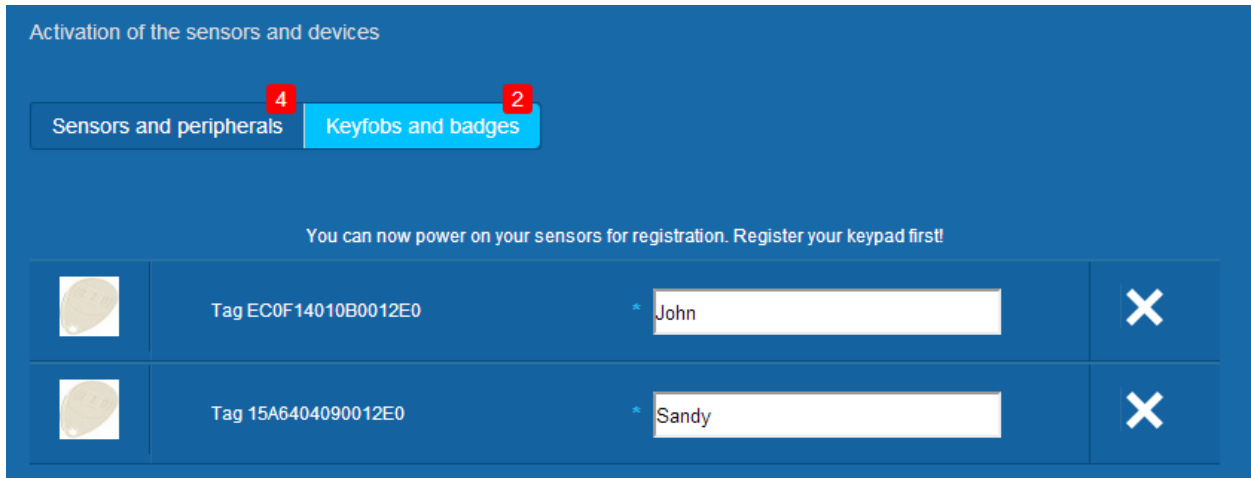 Activation of the sensors and devices
4
2
Sensors and peripherals
Keyfobs and badges
You can now power on your sensors for registration. Register your keypad first!
Tag EC0F14010B0012E0 * John
Tag 15A6404090012E0 * Sandy